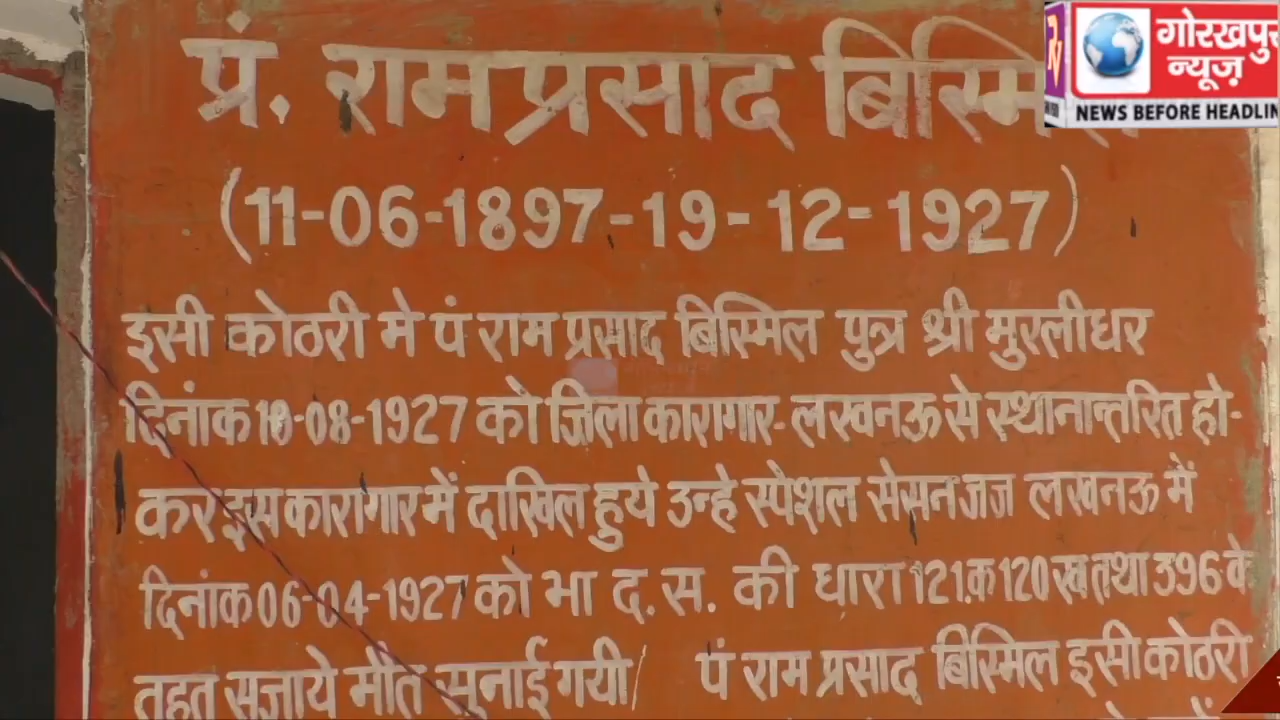 प्रं. राम प्रसाद
(11-06-1897-19-12-1927)
इसी कोठरी मे पं राम प्रसाद बिस्मिल पुत्र श्री मुरलीधर
दिनांक 10-08-1927 को जिला कारागार-लखनऊ से स्थानान्तरित हो-
कर इस कारागार में दाखिल हुये उन्हे स्पेशल सेसन जज लखनऊ में
दिनांक 06-04-1927 को भा द.स. की धारा 121.क 120 ख तथा 396 के
तहत सजाये मौत सुनाई गयी/ पं राम प्रसाद बिस्मिल इसी कोठरी
गोरखपुर
न्यूज़
NEWS BEFORE